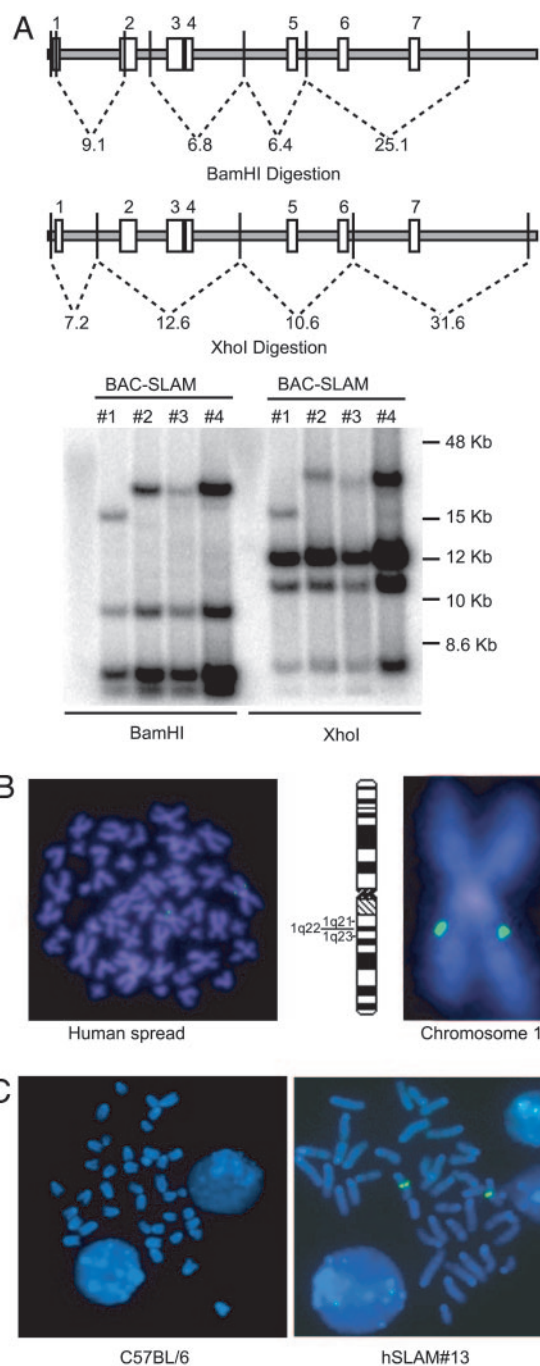 A
1 2 3 4 5 6 7
9.1 6.8 6.4 25.1
BamHI Digestion
1 2 3 4 5 6 7
7.2 12.6 10.6 31.6
XhoI Digestion
BAC-SLAM BAC-SLAM
#1 #2 #3 #4 #1 #2 #3 #4
48 Kb
15 Kb
12 Kb
10 Kb
8.6 Kb
BamHI XhoI
B
1q22 1q21
1q23
Human spread Chromosome 1
C
C57BL/6 hSLAM#13